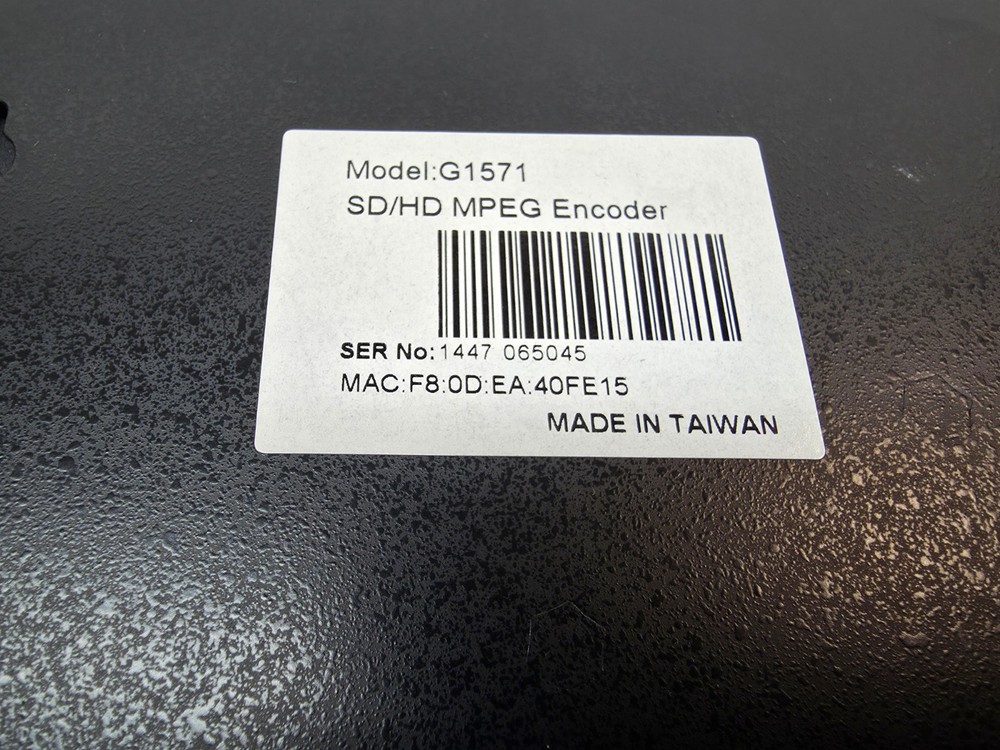 Model:G1571
SD/HD MPEG Encoder
SER No:1447 065045
MAC:F8:0D:EA:40FE15
MADE IN TAIWAN